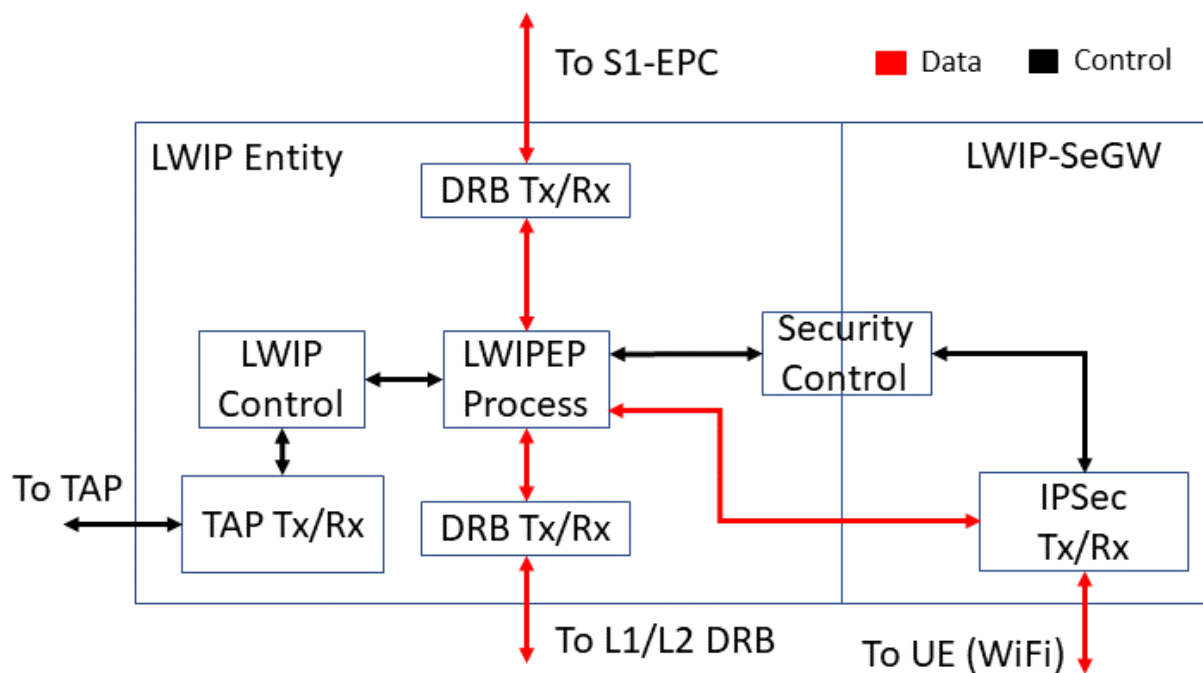 To S1-EPC
Data
Control
LWIP Entity
LWIP-SeGW
DRB Tx/Rx
LWIP
Control
LWIPEP
Process
Security
Control
To TAP
TAP Tx/Rx
DRB Tx/Rx
IPSec
Tx/Rx
To L1/L2 DRB
To UE (WiFi)